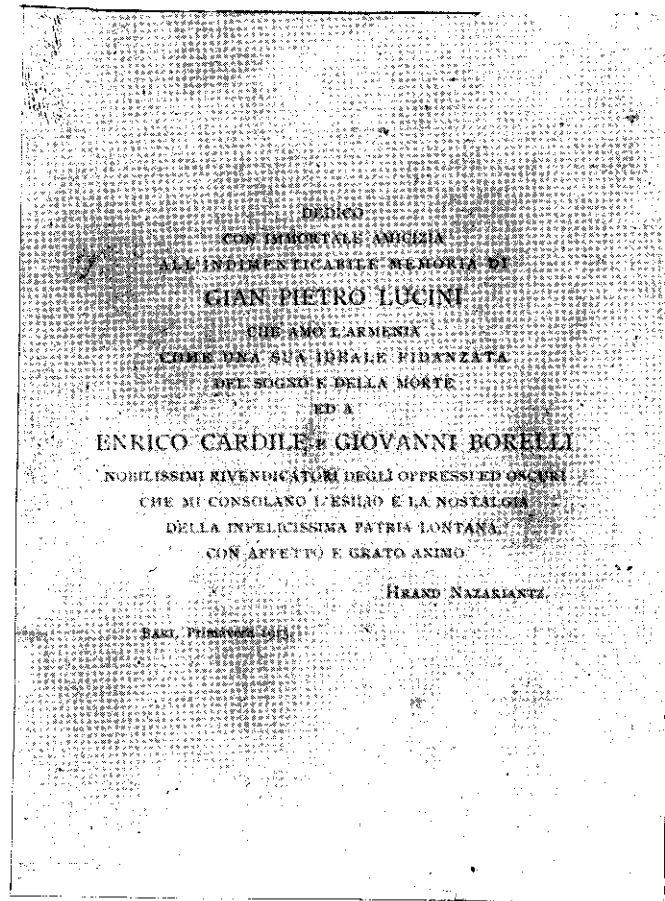 DEDICO
CON IMMORTALE AMICIZIA
ALL'INDIMENTICABILE MEMORIA DI
GIAN PIETRO LUCINI
CHE AMO L'ARMENIA
COME UNA SUA IDEALE FIDANZATA
DEL SOGNO E DELLA MORTE
ED A
ENRICO CARDILE e GIOVANNI BORELLI
NOBILISSIMI RIVENDICATORI DEGLI OPPRESSI ED OSCURI
CHE MI CONSOLANO L'ESILIO E LA NOSTALGIA
DELLA INFELICISSIMA PATRIA LONTANA,
CON AFFETTO E GRATO ANIMO
HRAND NAZARIANTZ.
BARI, Primavera